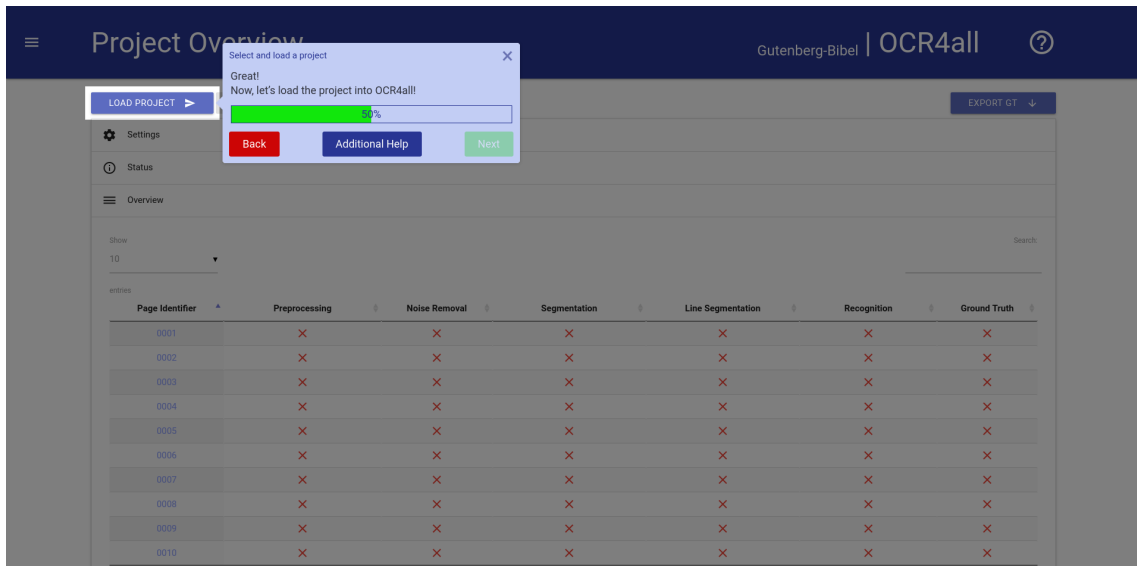 Project Overview
Gutenberg-Bibel | OCR4all
Select and load a project
Great!
Now, let's load the project into OCR4all!
50%
Back Additional Help Next
LOAD PROJECT
EXPORT GT
Settings
Status
Overview
Show
Search:
10
entries
Page Identifier Preprocessing Noise Removal Segmentation Line Segmentation Recognition Ground Truth
0001
0002
0003
0004
0005
0006
0007
0008
0009
0010